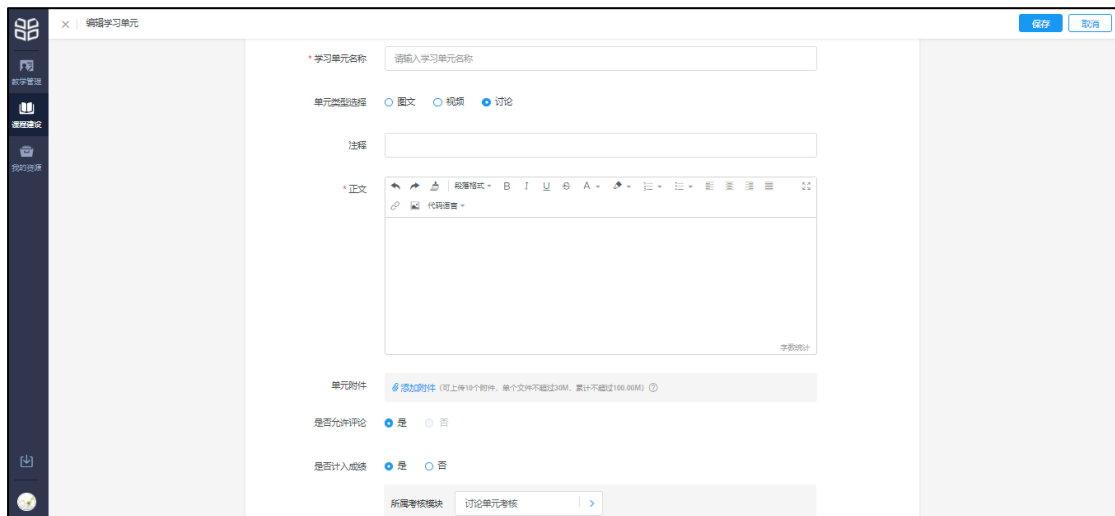 编辑学习单元
保存
取消
教学管理
课程建设
我的资源
* 学习单元名称
请输入学习单元名称
单元类型选择
图文
视频
讨论
注释
* 正文
段落格式
B I U S A
代码语言
字数统计
单元附件
添加附件 (可上传10个附件，单个文件不超过30M，累计不超过100.00M)
是否允许评论
是
否
是否计入成绩
是
否
所属考核模块
讨论单元考核